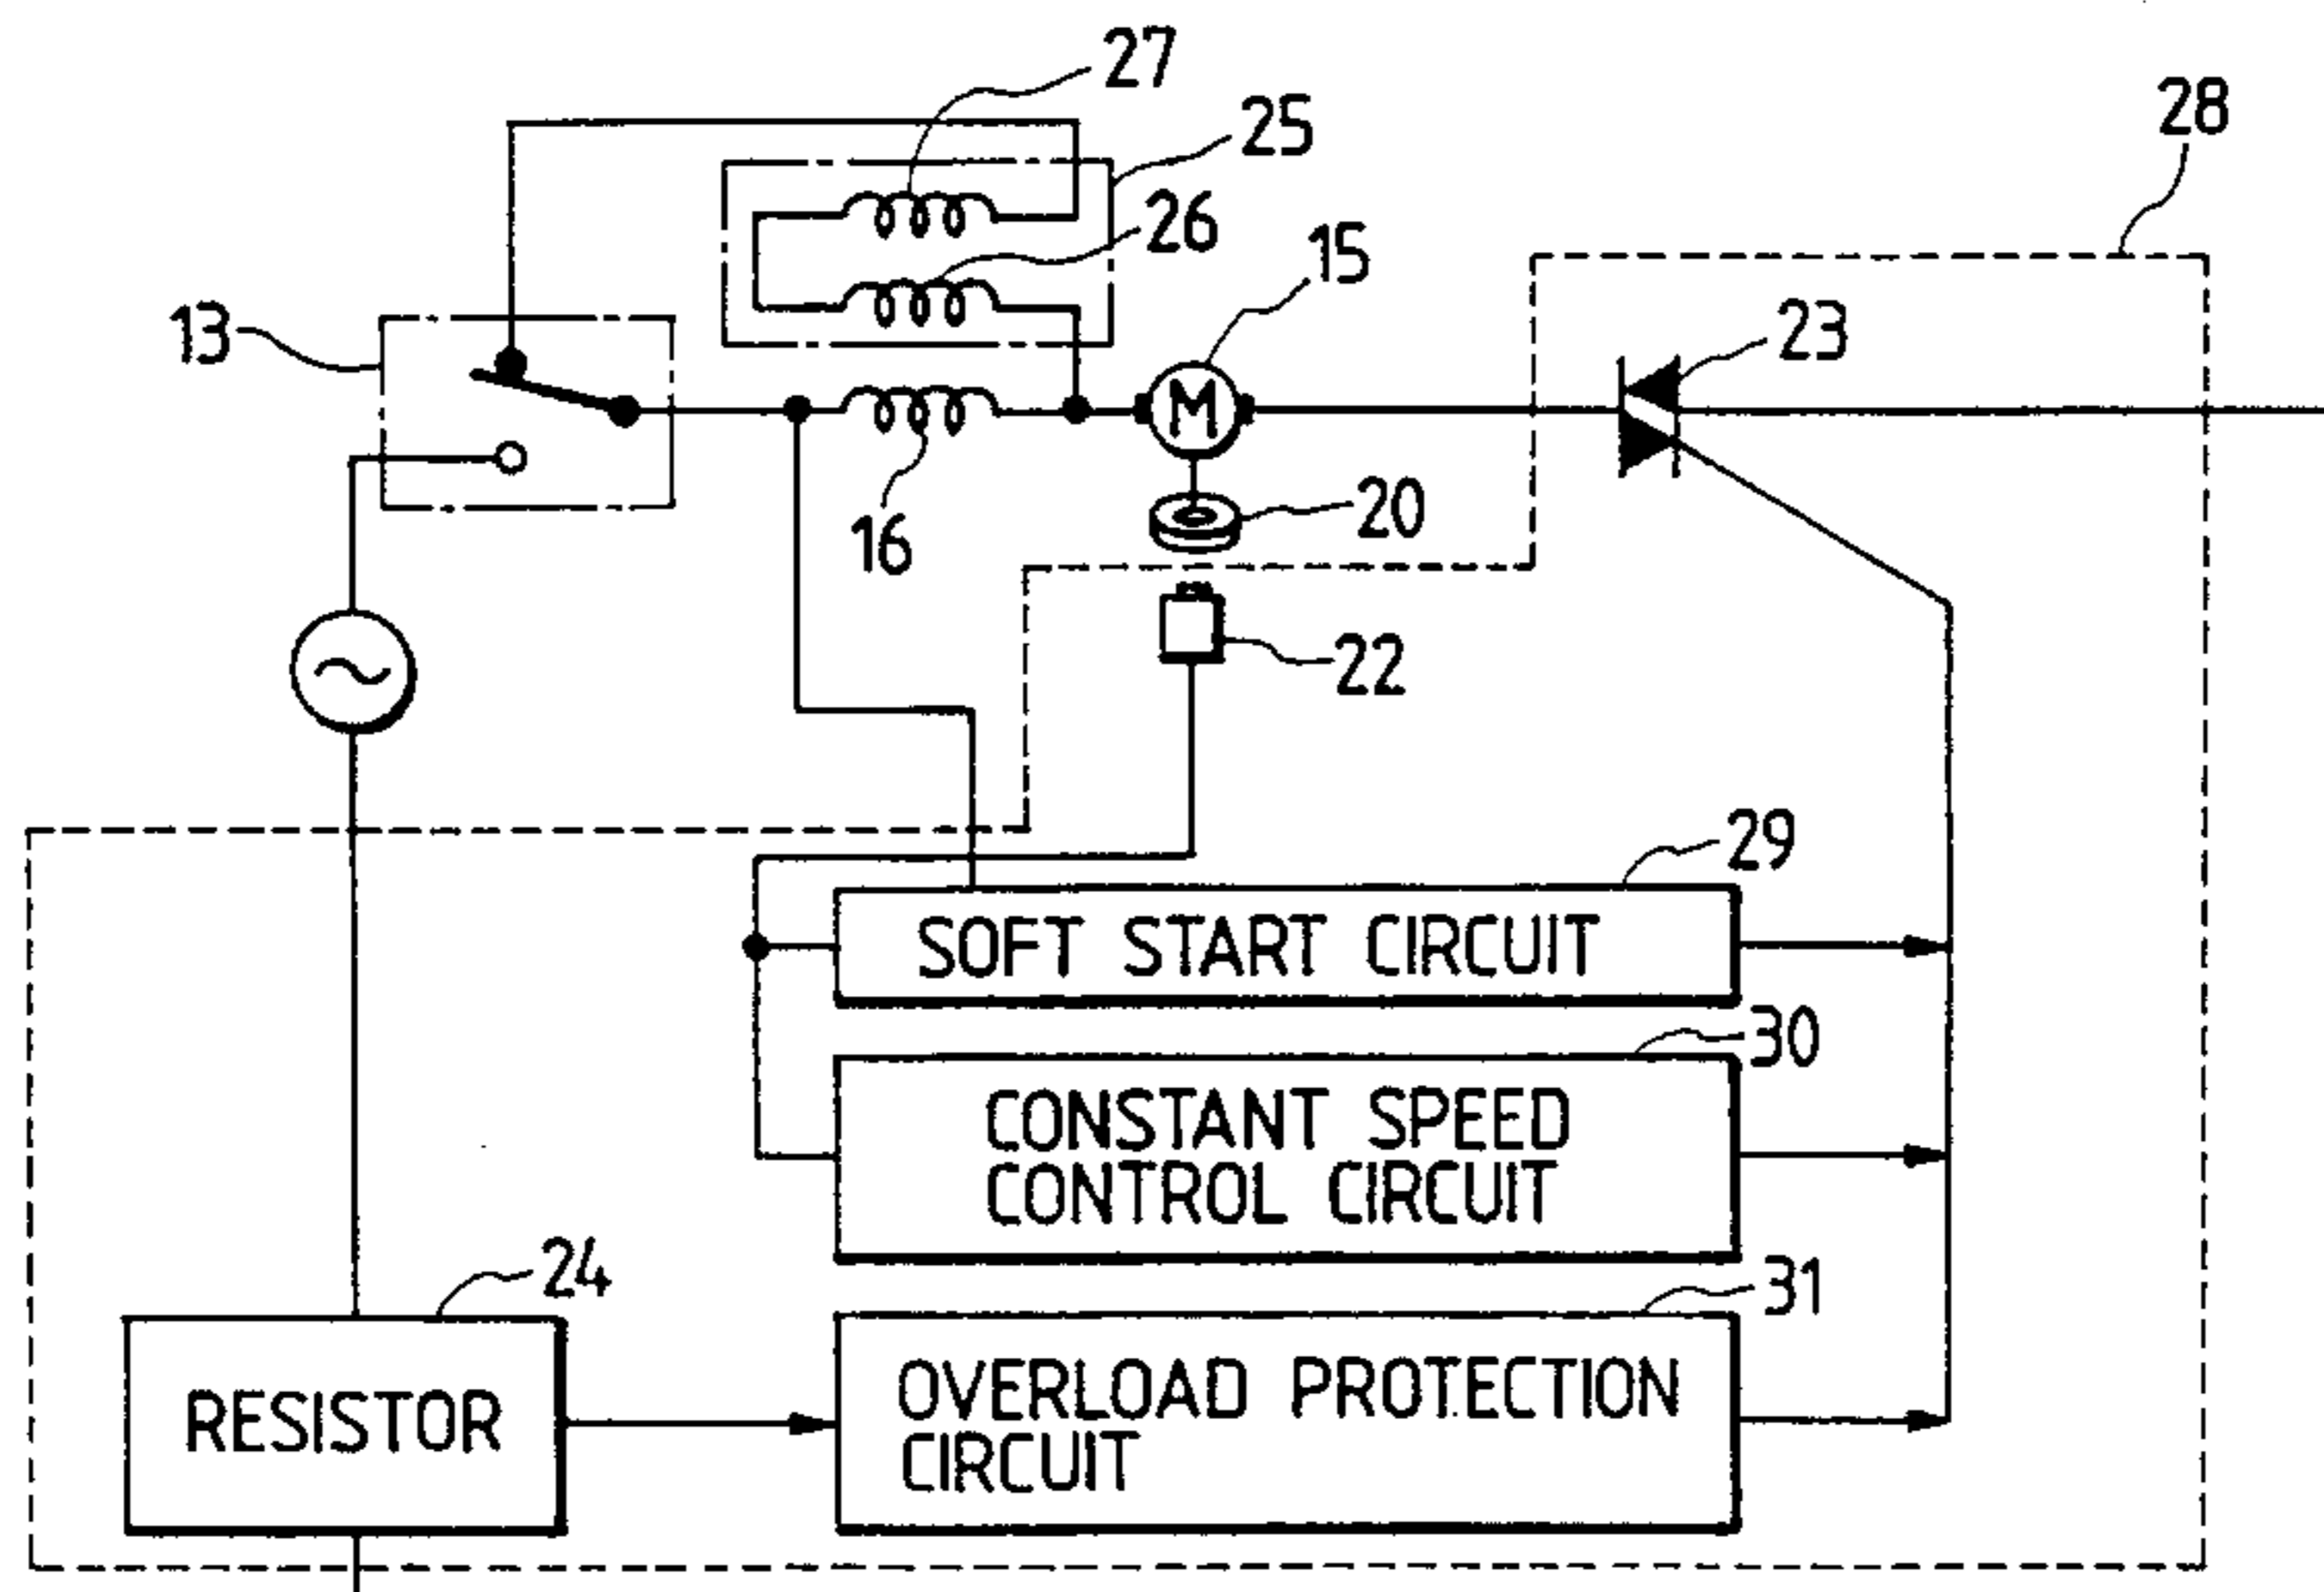 27
25
28
26
15
13
23
M
16
20
22
29
SOFT START CIRCUIT
30
CONSTANT SPEED
CONTROL CIRCUIT
24
31
RESISTOR
OVERLOAD PROTECTION
CIRCUIT